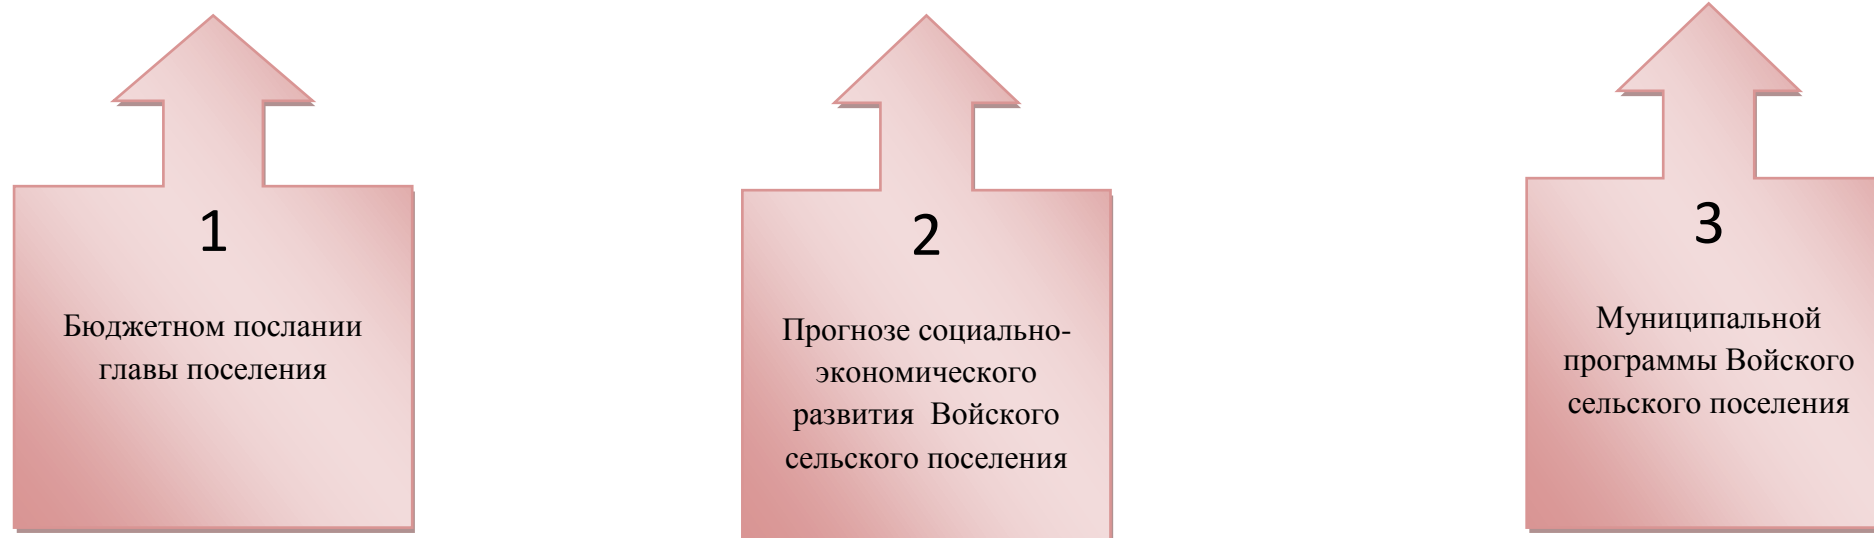 1
Бюджетном послании
главы поселения
2
Прогнозе социально-
экономического
развития Войского
сельского поселения
3
Муниципальной
программы Войского
сельского поселения